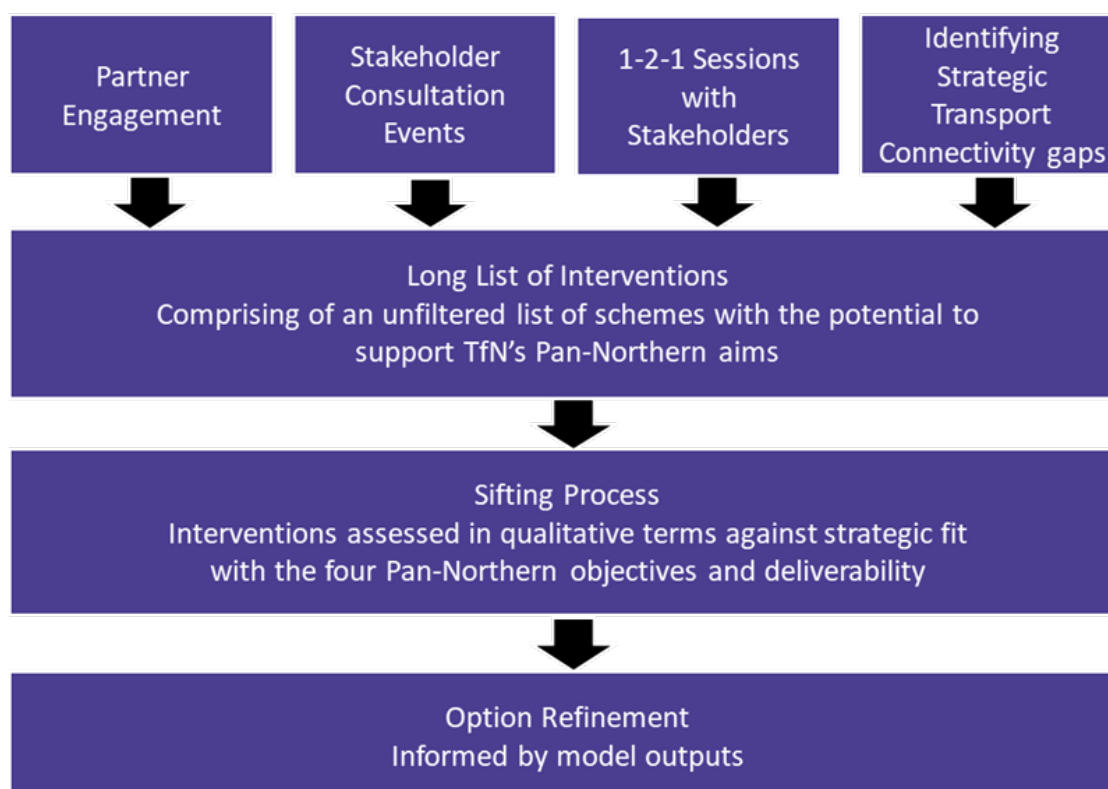 Partner
Engagement
Stakeholder
Consultation
Events
1-2-1 Sessions
with
Stakeholders
Identifying
Strategic
Transport
Connectivity gaps
Long List of Interventions
Comprising of an unfiltered list of schemes with the potential to
support TfN's Pan-Northern aims
Sifting Process
Interventions assessed in qualitative terms against strategic fit
with the four Pan-Northern objectives and deliverability
Option Refinement
Informed by model outputs